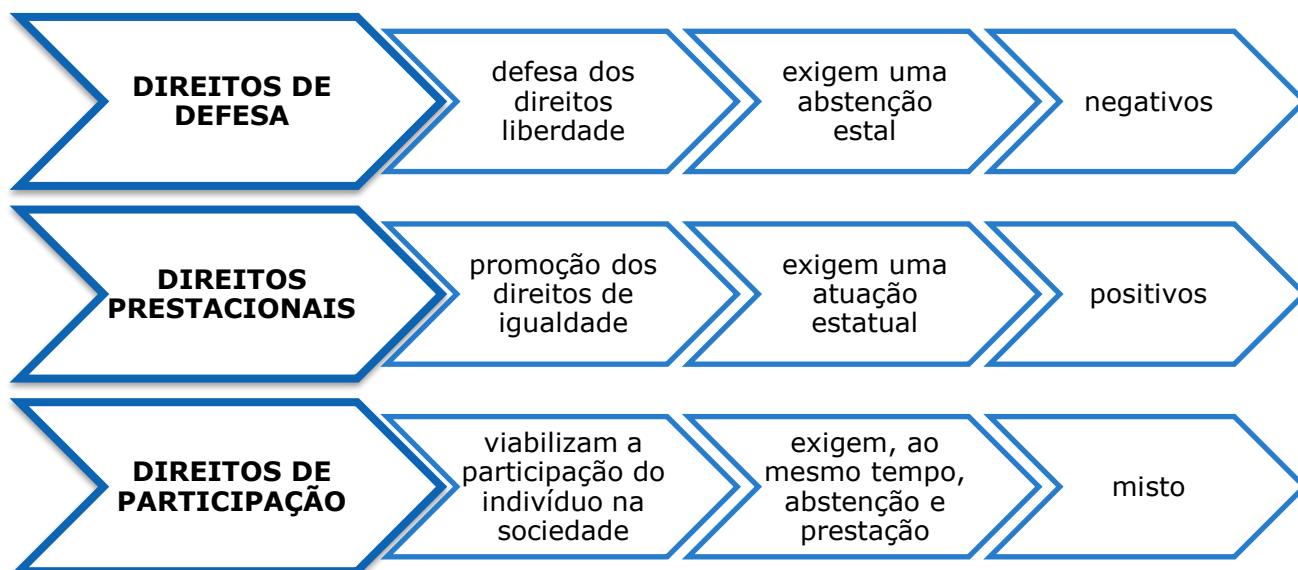 DIREITOS DE
DEFESA
defesa dos
direitos
liberdade
exigem uma
abstenção
estal
negativos
DIREITOS
PRESTACIONAIS
promoção dos
direitos de
igualdade
exigem uma
atuação
estatual
positivos
DIREITOS DE
PARTICIPAÇÃO
viabilizam a
participação do
indivíduo na
sociedade
exigem, ao
mesmo tempo,
abstenção e
prestação
misto